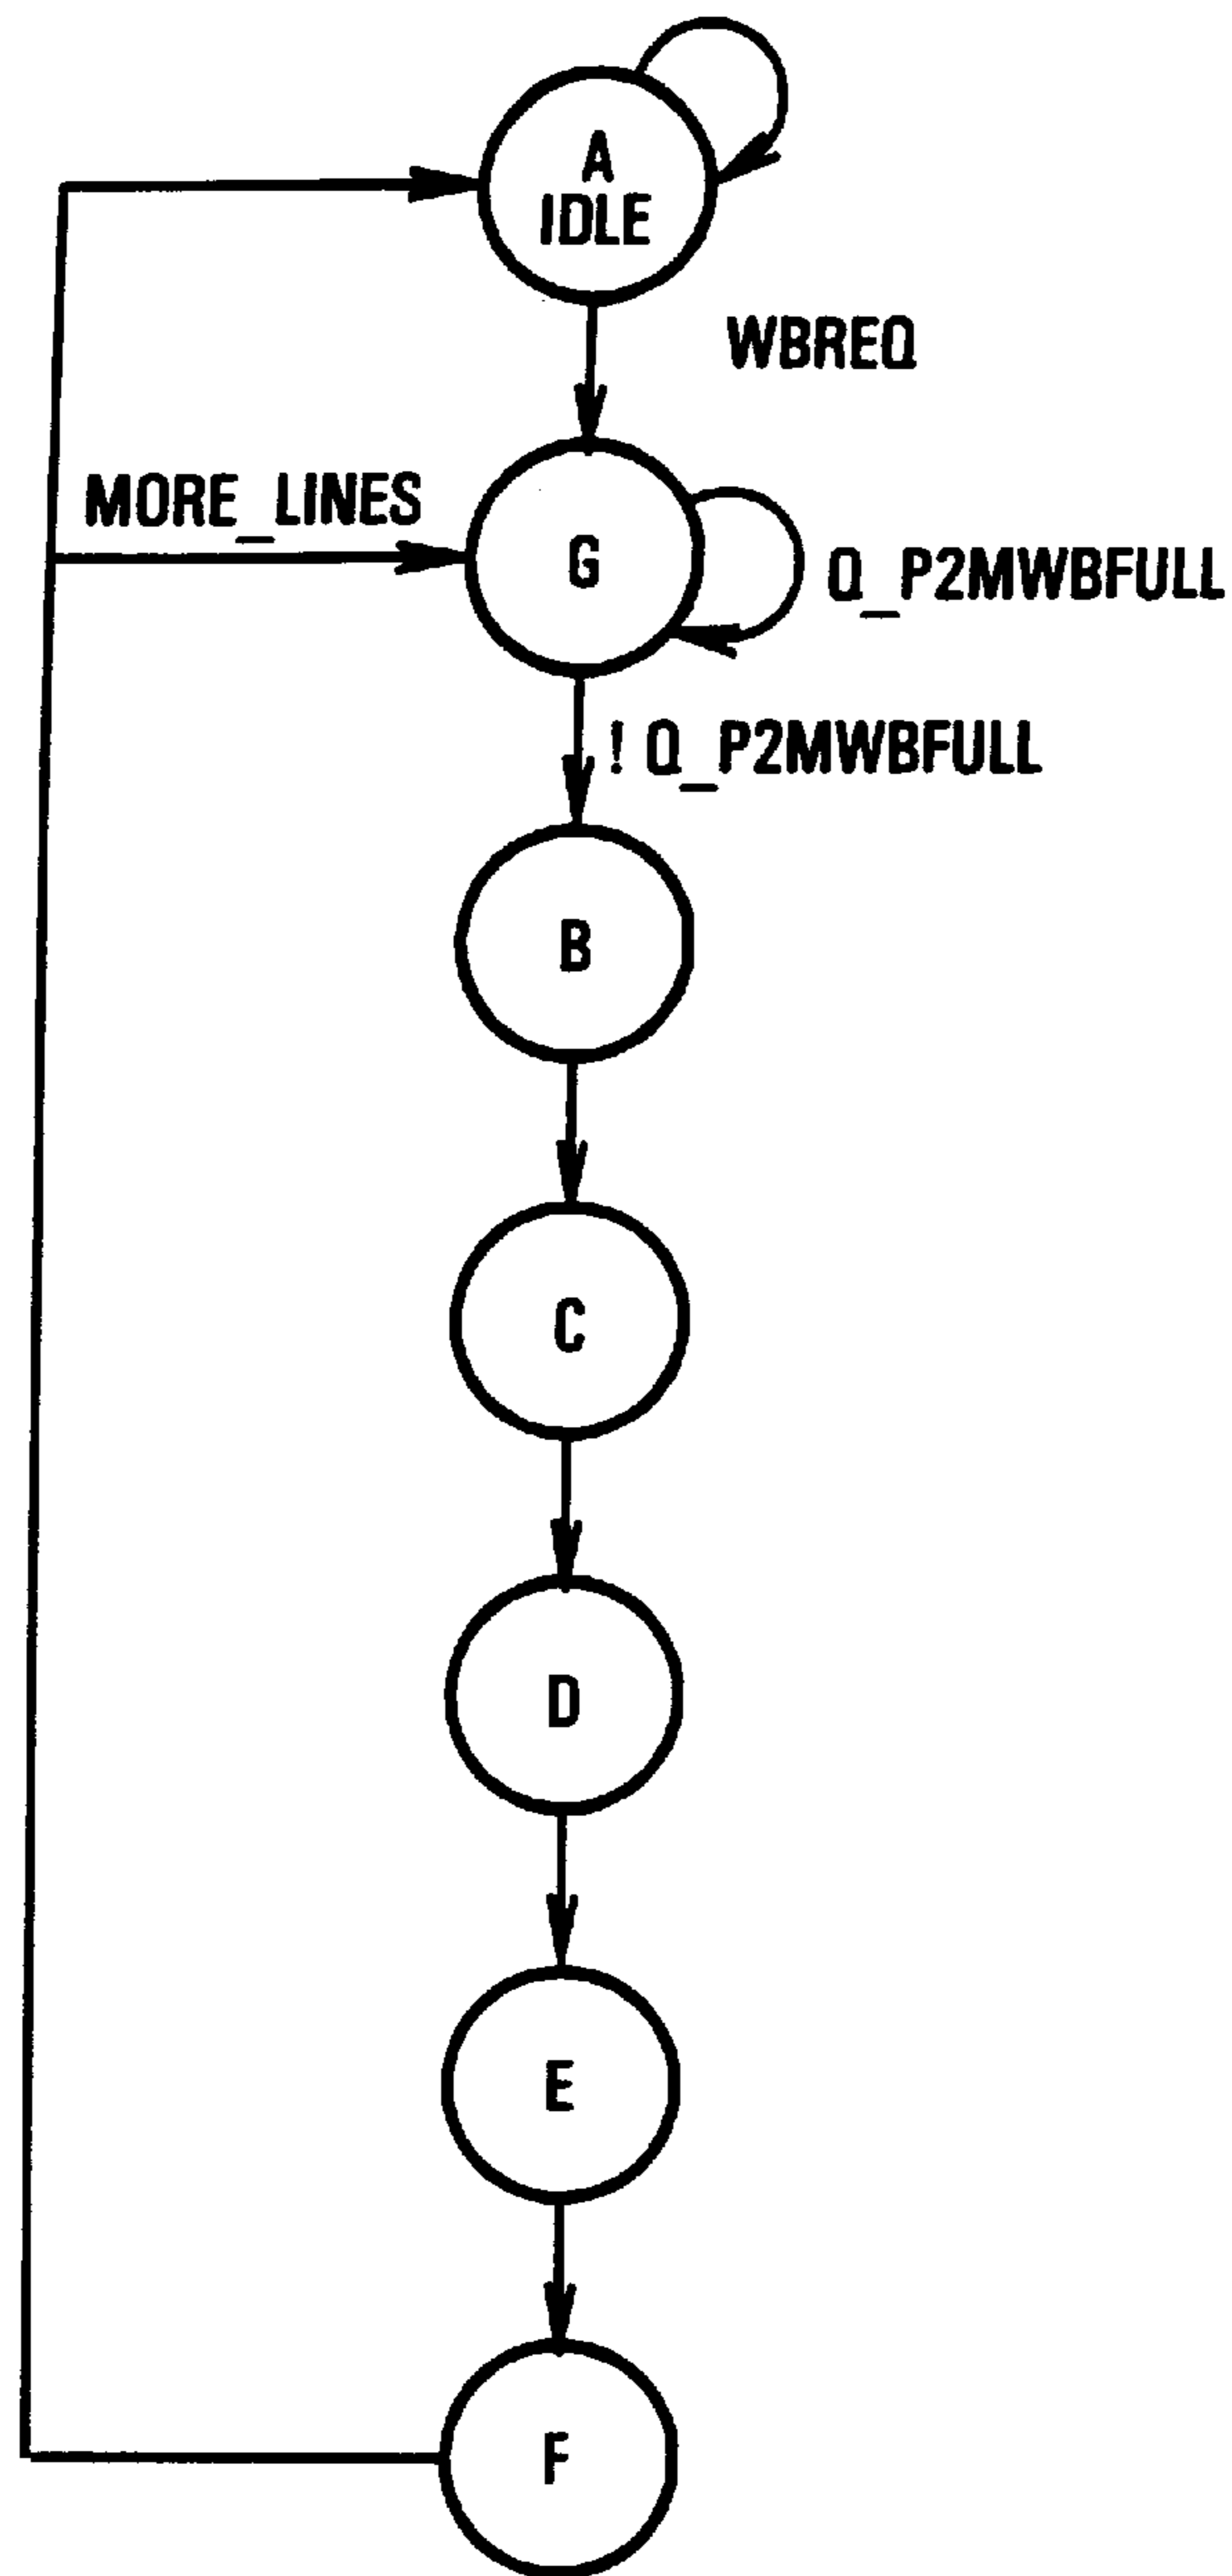 A
IDLE
WBREQ
MORE_LINES
G
Q_P2MWBFULL
! Q_P2MWBFULL
B
C
D
E
F